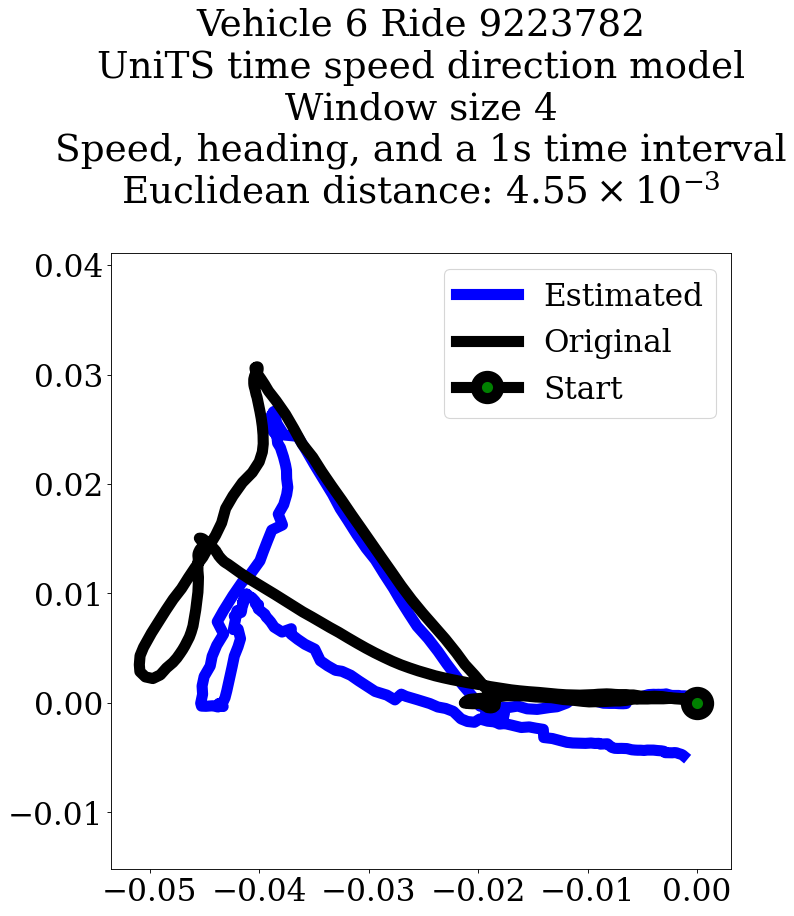 Vehicle 6 Ride 9223782
UniTS time speed direction model
Window size 4
Speed, heading, and a 1s time interval
Euclidean distance: 4.55 × 10⁻³
Estimated
Original
Start
0.04
0.03
0.02
0.01
0.00
−0.01
−0.05 −0.04 −0.03 −0.02 −0.01 0.00